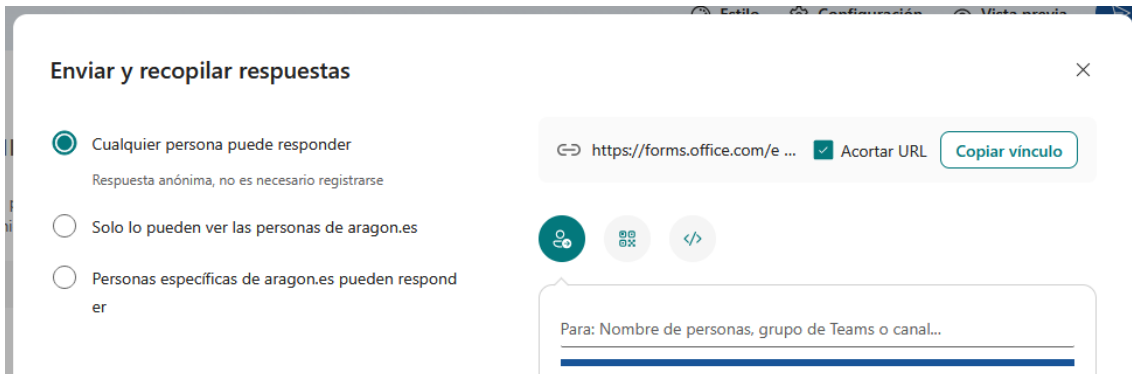 Estilo Configuración Vista previa
Enviar y recopilar respuestas
Cualquier persona puede responder
Respuesta anónima, no es necesario registrarse
Solo lo pueden ver las personas de aragon.es
Personas específicas de aragon.es pueden respond
er
https://forms.office.com/e ... Acortar URL Copiar vínculo
Para: Nombre de personas, grupo de Teams o canal...